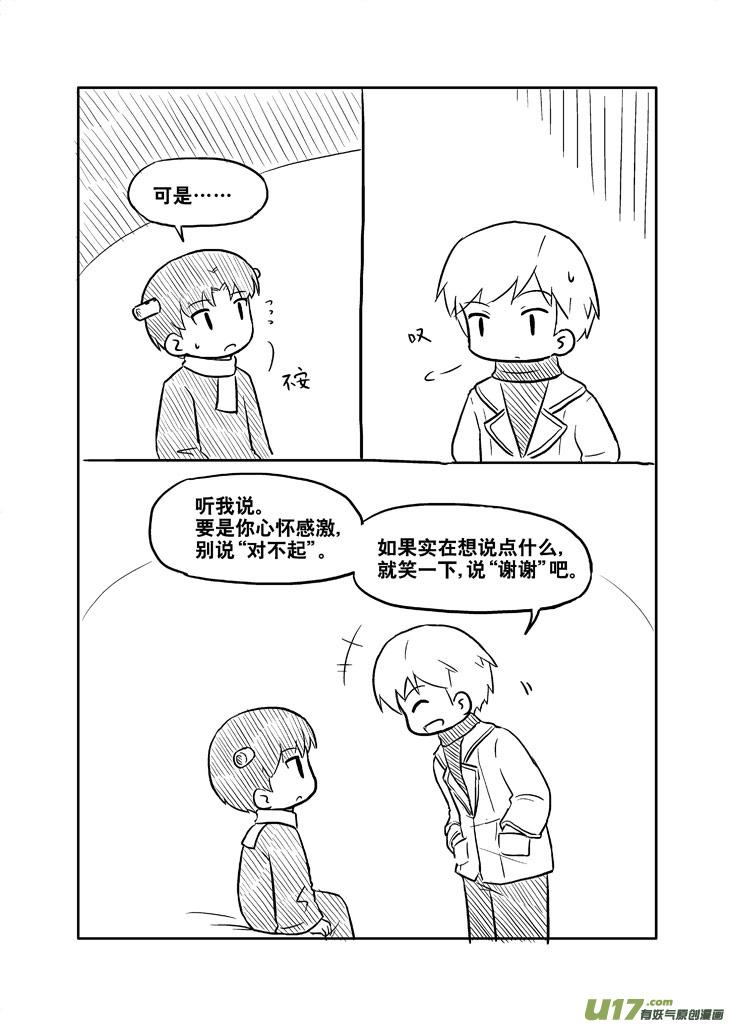 可是……
不安
叹
听我说。
要是你心怀感激，
别说“对不起”。
如果实在想说点什么，
就笑一下，说“谢谢”吧。
U17.com
有妖气原创漫画